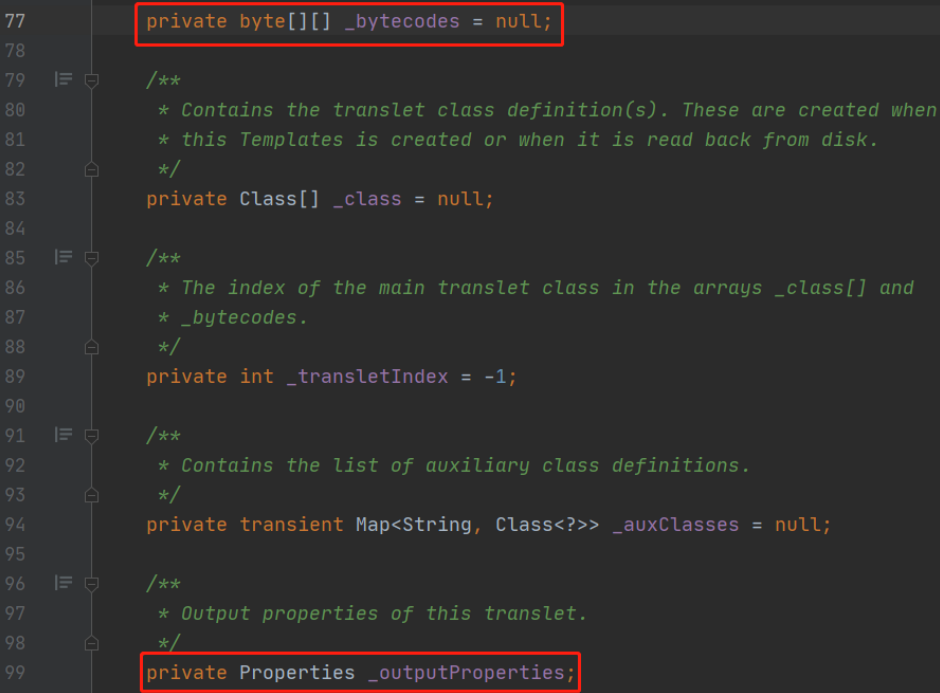 77 private byte[][] _bytecodes = null;
78
79 /**
80 * Contains the translet class definition(s). These are created when
81 * this Templates is created or when it is read back from disk.
82 */
83 private Class[] _class = null;
84
85 /**
86 * The index of the main translet class in the arrays _class[] and
87 * _bytecodes.
88 */
89 private int _transletIndex = -1;
90
91 /**
92 * Contains the list of auxiliary class definitions.
93 */
94 private transient Map<String, Class<?>> _auxClasses = null;
95
96 /**
97 * Output properties of this translet.
98 */
99 private Properties _outputProperties;